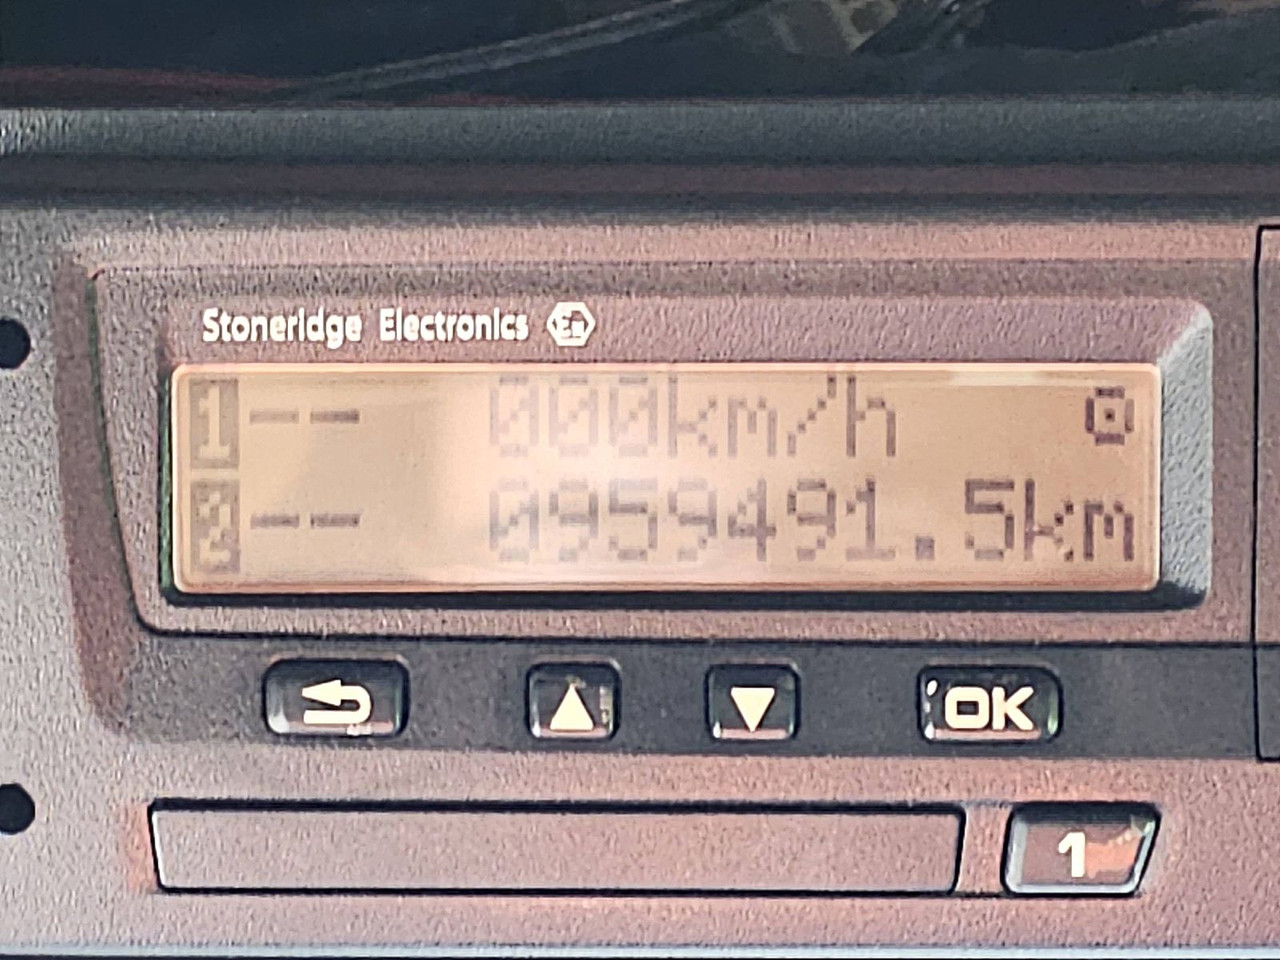 Stoneridge Electronics
1 -- -- 000km/h
2 -- -- 0959491.5km
OK
1